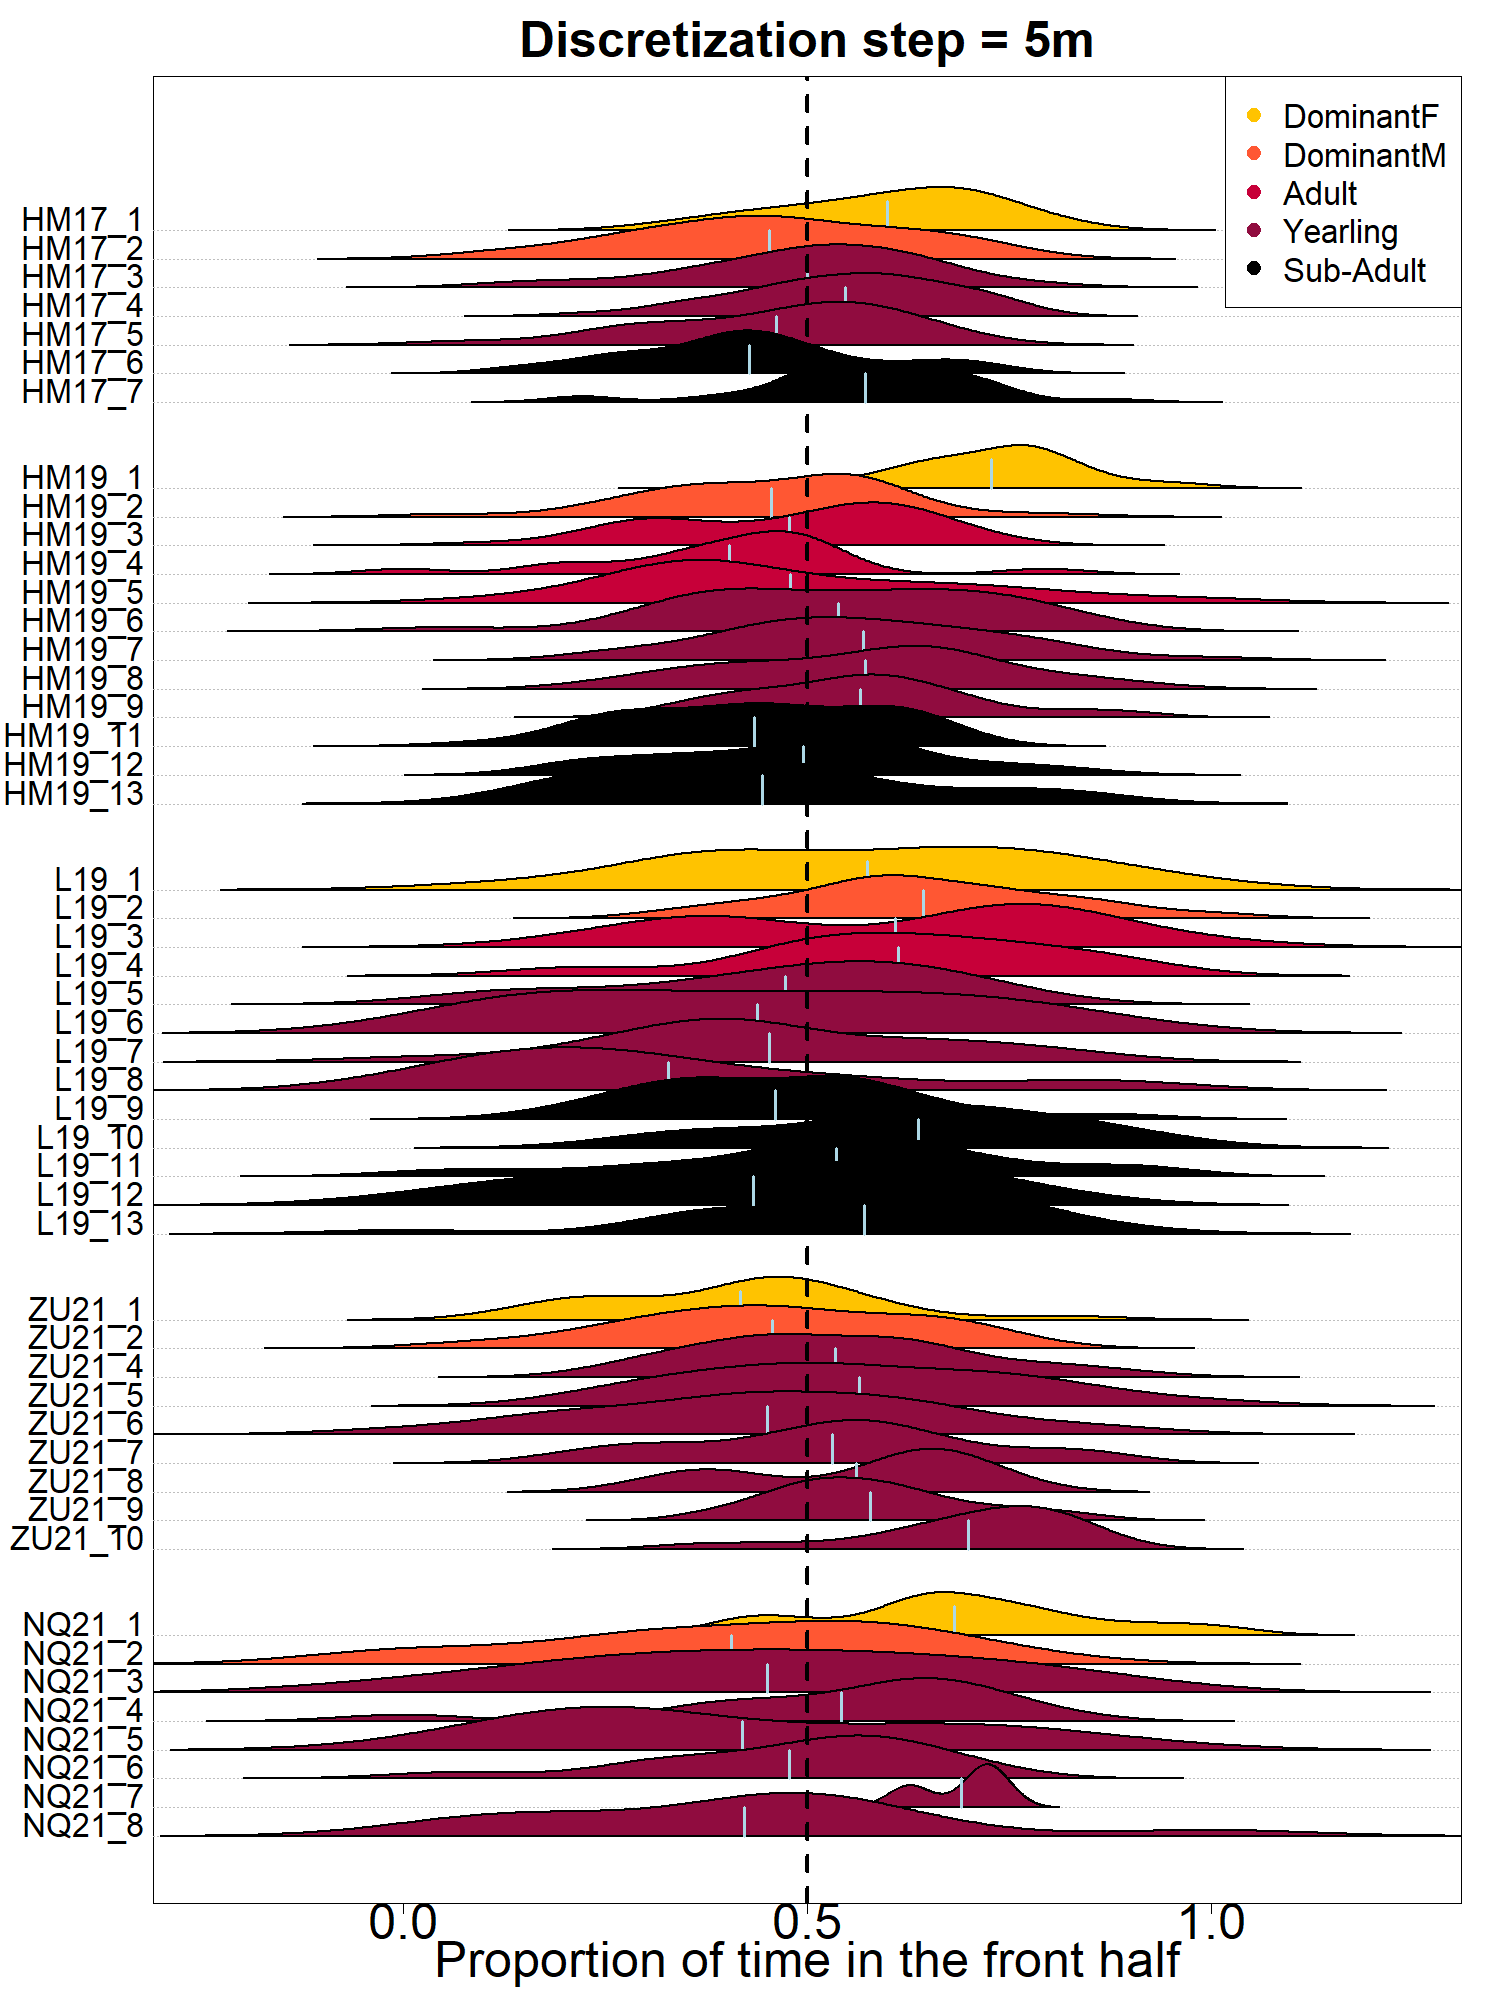 Discretization step = 5m
DominantF
DominantM
Adult
Yearling
Sub-Adult
HM17_1
HM17_2
HM17_3
HM17_4
HM17_5
HM17_6
HM17_7
HM19_1
HM19_2
HM19_3
HM19_4
HM19_5
HM19_6
HM19_7
HM19_8
HM19_9
HM19_11
HM19_12
HM19_13
L19_1
L19_2
L19_3
L19_4
L19_5
L19_6
L19_7
L19_8
L19_9
L19_10
L19_11
L19_12
L19_13
ZU21_1
ZU21_2
ZU21_4
ZU21_5
ZU21_6
ZU21_7
ZU21_8
ZU21_9
ZU21_10
NQ21_1
NQ21_2
NQ21_3
NQ21_4
NQ21_5
NQ21_6
NQ21_7
NQ21_8
0.0 0.5 1.0
Proportion of time in the front half